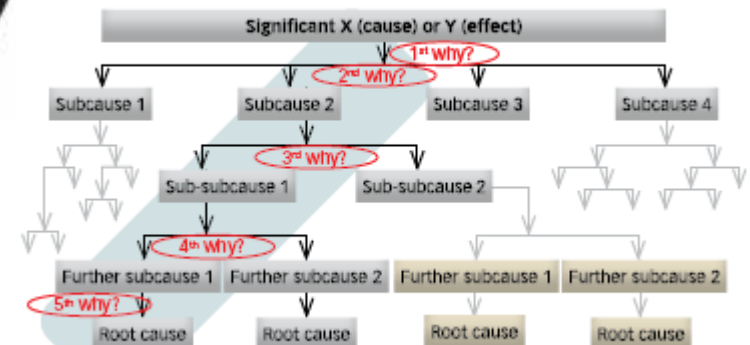 Significant X (cause) or Y (effect)
1st why?
2nd why?
Subcause 1
Subcause 2
Subcause 3
Subcause 4
3rd why?
Sub-subcause 1
Sub-subcause 2
4th why?
Further subcause 1
Further subcause 2
Further subcause 1
Further subcause 2
5th why?
Root cause
Root cause
Root cause
Root cause